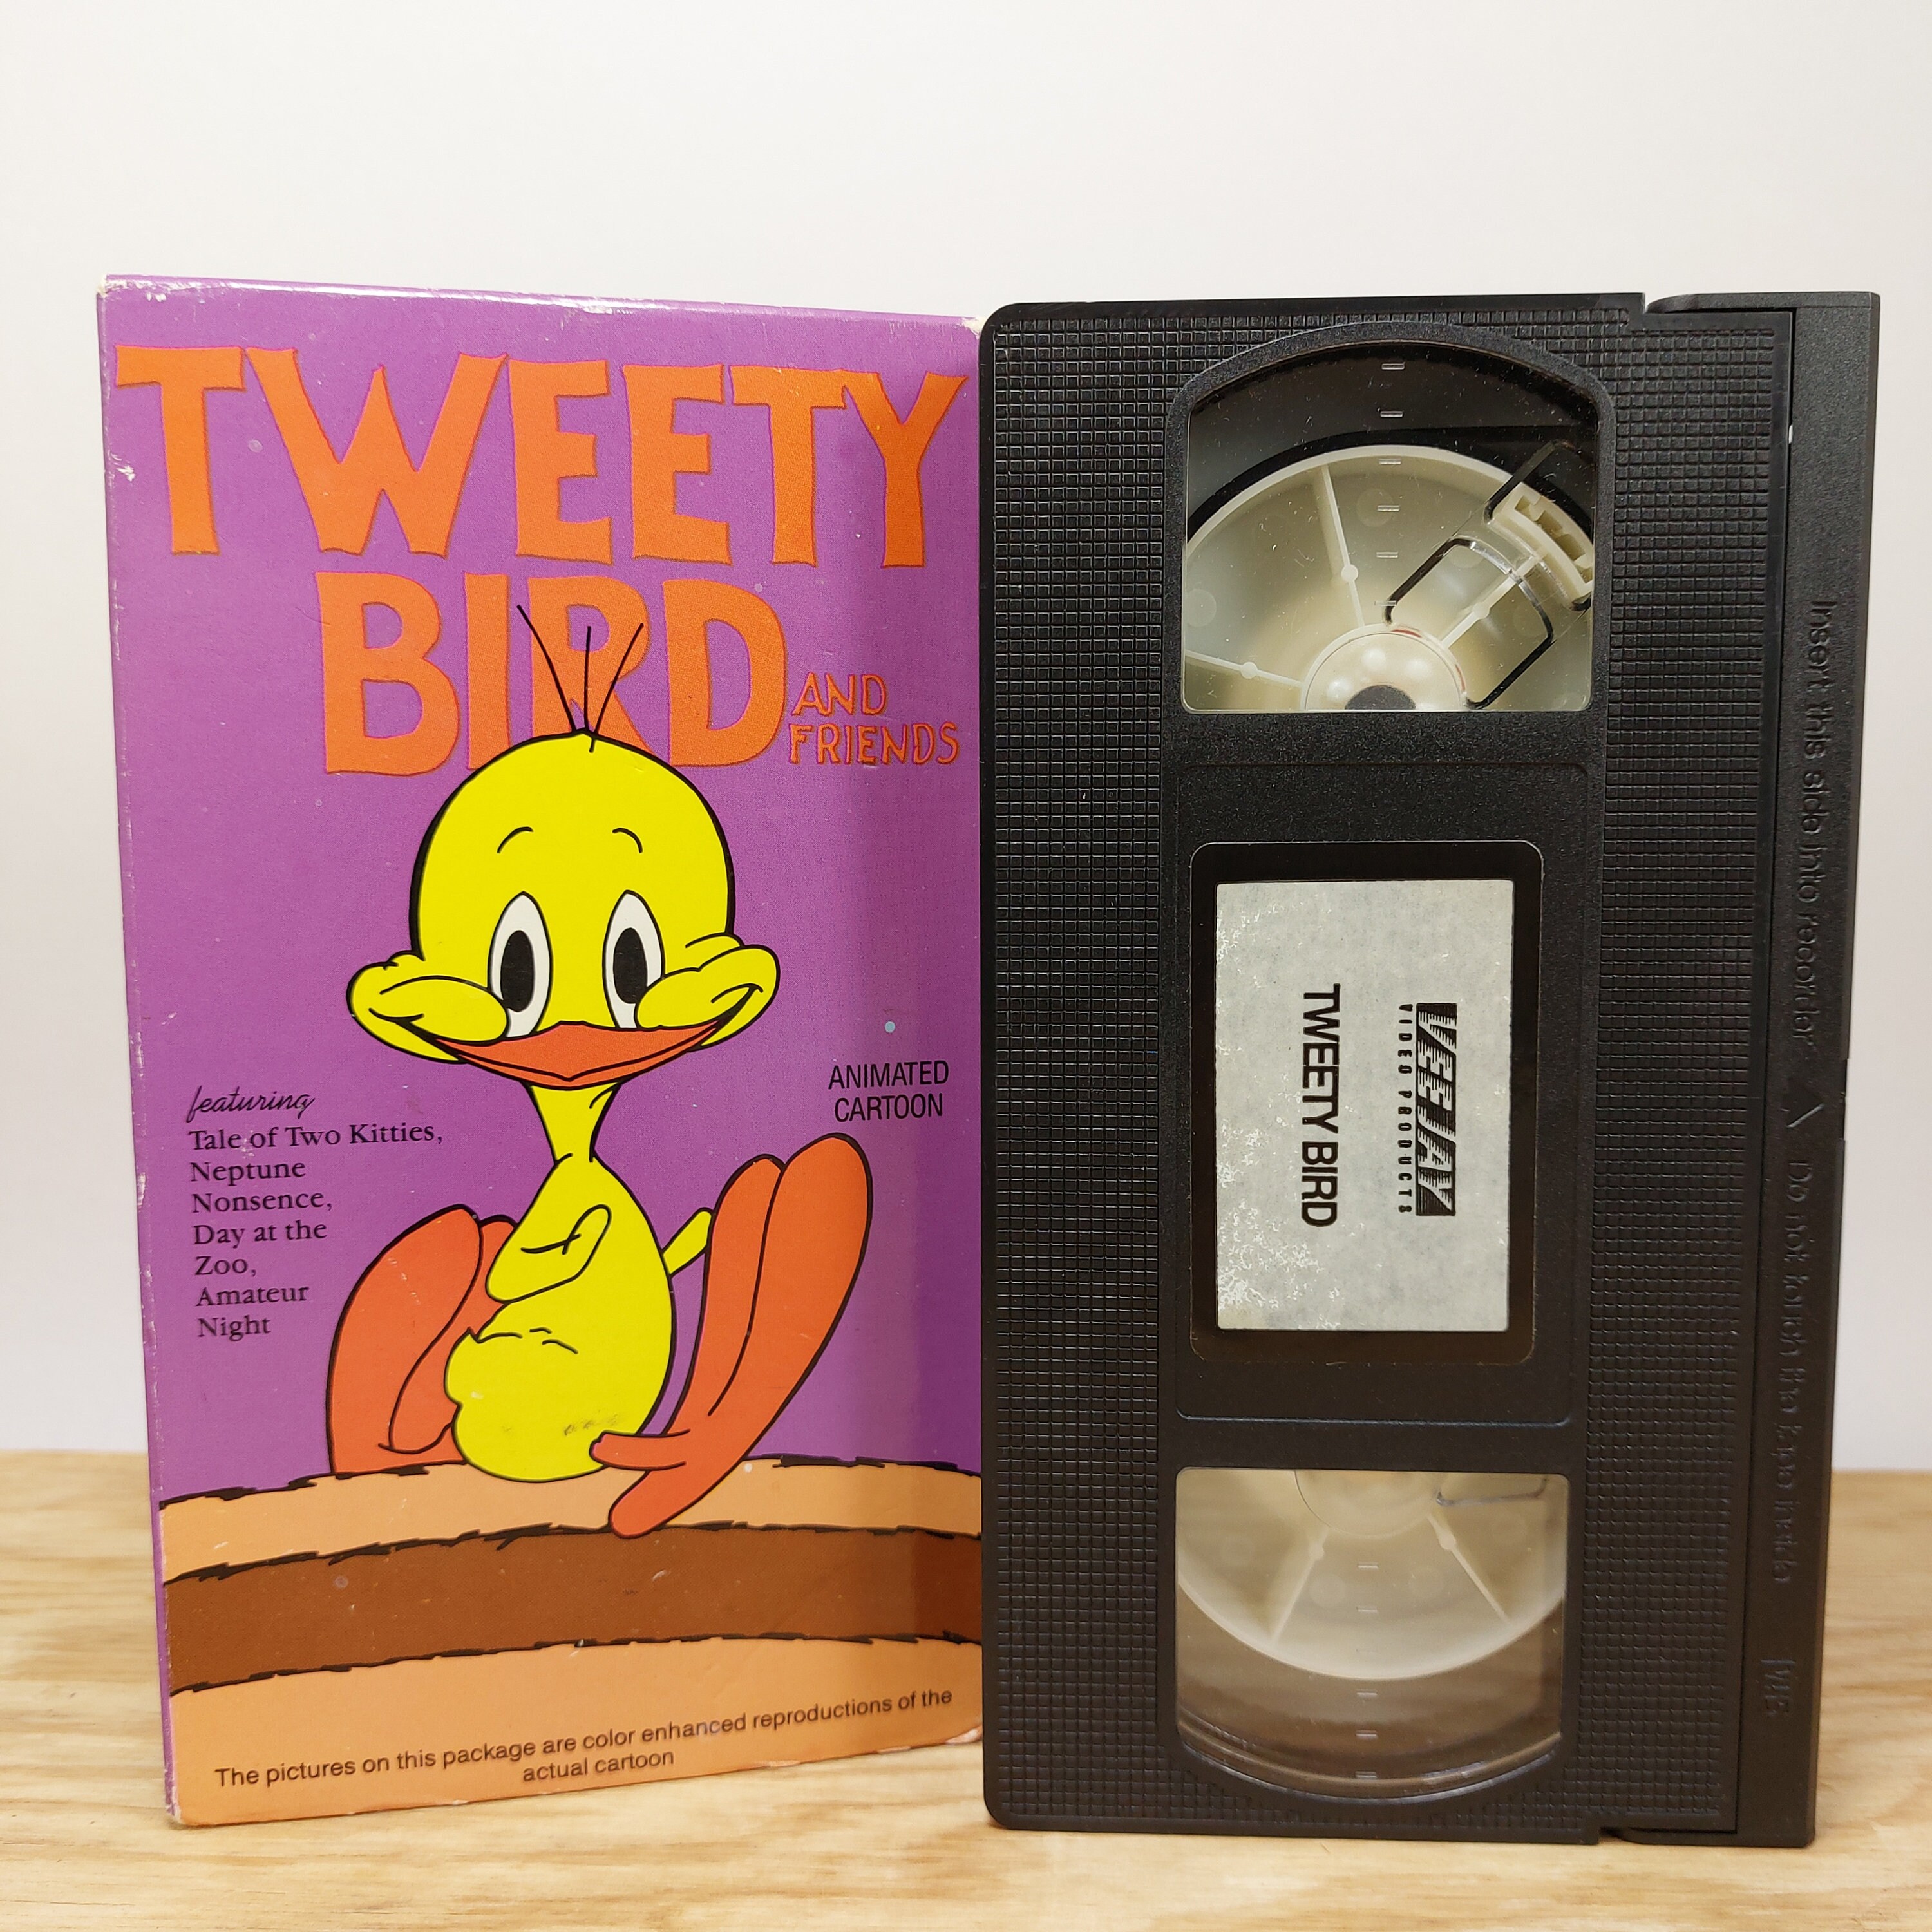 TWEETY
BIRD
AND
FRIENDS
ANIMATED
CARTOON
featuring
Tale of Two Kitties,
Neptune
Nonsence,
Day at the
Zoo,
Amateur
Night
The pictures on this package are color enhanced reproductions of the
actual cartoon
VEEJAY
VIDEO PRODUCTS
TWEETY BIRD
Insert this side into recorder
Do not touch the tape inside
VHS